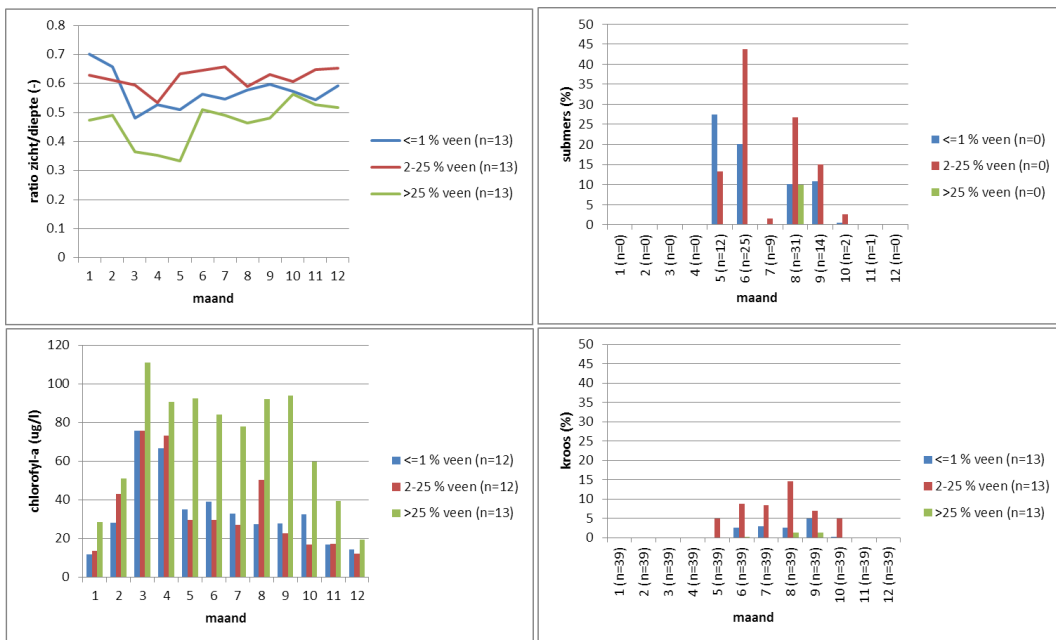 0.8
0.7
0.6
0.5
0.4
0.3
0.2
0.1
0
ratio zicht/diepte (-)
1 2 3 4 5 6 7 8 9 10 11 12
maand
<=1 % veen (n=13)
2-25 % veen (n=13)
>25 % veen (n=13)
50
45
40
35
30
25
20
15
10
5
0
submers (%)
1 (n=0)
2 (n=0)
3 (n=0)
4 (n=0)
5 (n=12)
6 (n=25)
7 (n=9)
8 (n=31)
9 (n=14)
10 (n=2)
11 (n=1)
12 (n=0)
maand
<=1 % veen (n=0)
2-25 % veen (n=0)
>25 % veen (n=0)
120
100
80
60
40
20
0
chlorofyl-a (ug/l)
1 2 3 4 5 6 7 8 9 10 11 12
maand
<=1 % veen (n=12)
2-25 % veen (n=12)
>25 % veen (n=13)
50
45
40
35
30
25
20
15
10
5
0
kroos (%)
1 (n=39)
2 (n=39)
3 (n=39)
4 (n=39)
5 (n=39)
6 (n=39)
7 (n=39)
8 (n=39)
9 (n=39)
10 (n=39)
11 (n=39)
12 (n=39)
maand
<=1 % veen (n=13)
2-25 % veen (n=13)
>25 % veen (n=13)